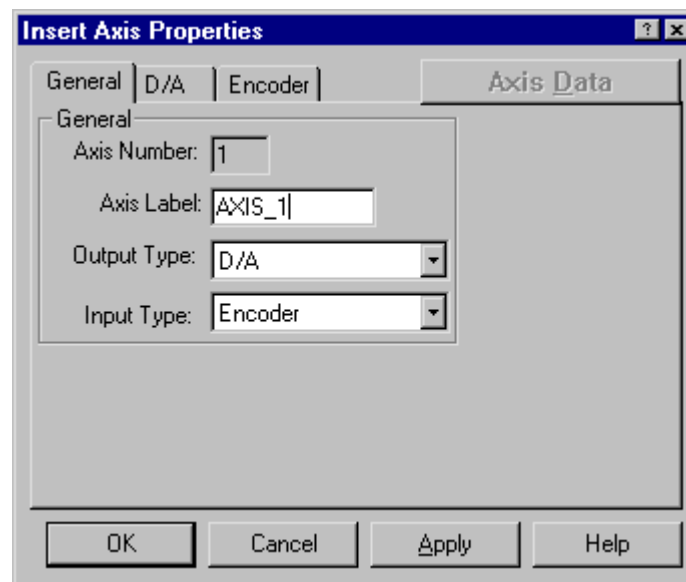 Insert Axis Properties
General D/A Encoder Axis Data
General
Axis Number: 1
Axis Label: AXIS_1
Output Type: D/A
Input Type: Encoder
OK Cancel Apply Help